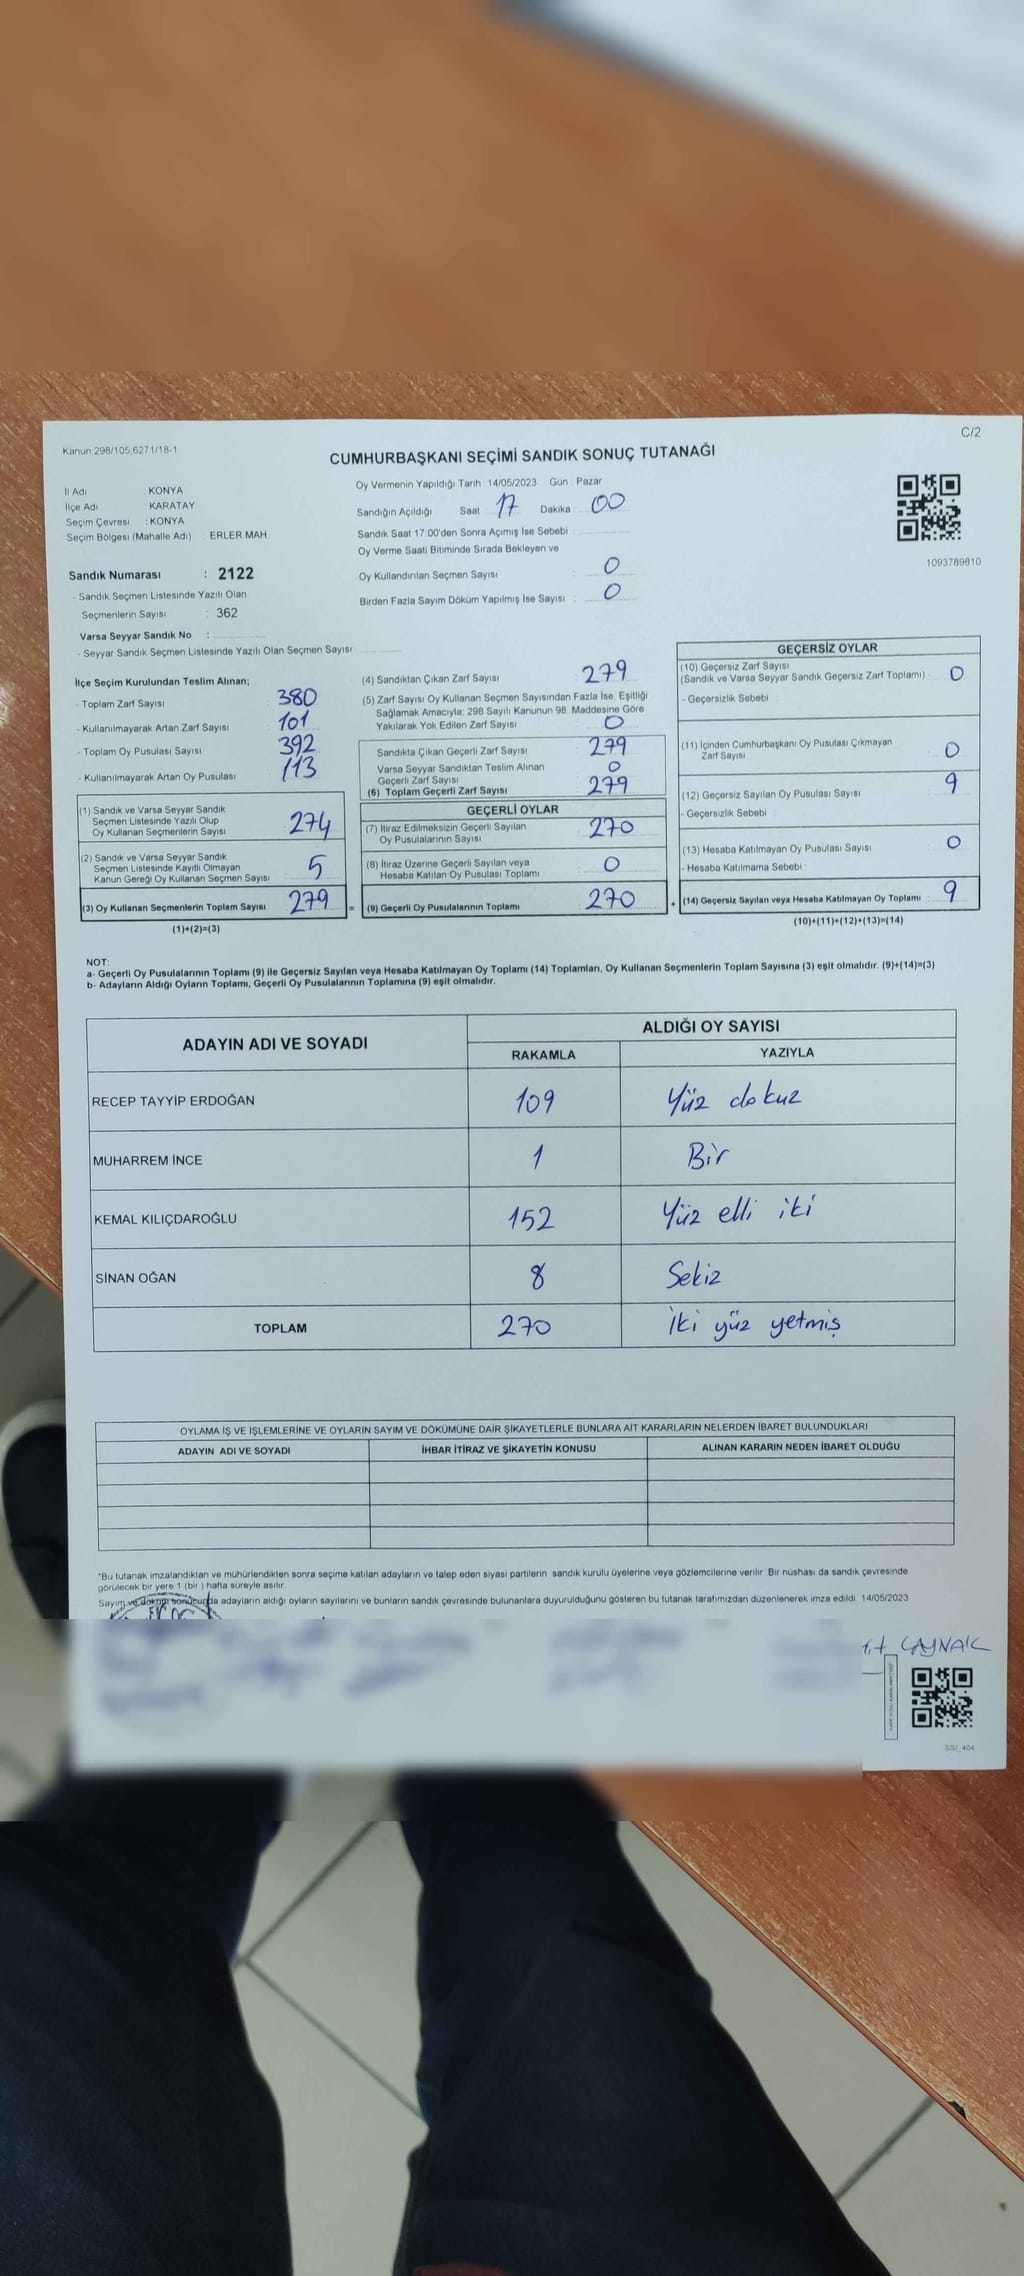 C/2
Kanun 298/105;6271/18-1
CUMHURBAŞKANI SEÇİMİ SANDIK SONUÇ TUTANAĞI
İl Adı KONYA
İlçe Adı KARATAY
Seçim Çevresi : KONYA
Seçim Bölgesi (Mahalle Adı) : ERLER MAH.
Sandık Numarası : 2122
- Sandık Seçmen Listesinde Yazılı Olan
Seçmenlerin Sayısı : 362
Varsa Seyyar Sandık No :
- Seyyar Sandık Seçmen Listesinde Yazılı Olan Seçmen Sayısı
Oy Vermenin Yapıldığı Tarih 14/05/2023 Gün : Pazar
Sandığın Açıldığı Saat : 17 Dakika : 00
Sandık Saat 17:00'den Sonra Açımış İse Sebebi :
Oy Verme Saati Bitiminde Sırada Bekleyen ve
Oy Kullandırılan Seçmen Sayısı : 0
Birden Fazla Sayım Döküm Yapılmış İse Sayısı : 0
1093789810
İlçe Seçim Kurulundan Teslim Alınan;
- Toplam Zarf Sayısı : 380
- Kullanılmayarak Artan Zarf Sayısı : 101
- Toplam Oy Pusulası Sayısı : 392
- Kullanılmayarak Artan Oy Pusulası : 113
(1) Sandık ve Varsa Seyyar Sandık
Seçmen Listesinde Yazılı Olup
Oy Kullanan Seçmenlerin Sayısı : 274
(2) Sandık ve Varsa Seyyar Sandık
Seçmen Listesinde Kayıtlı Olmayan
Kanun Gereği Oy Kullanan Seçmen Sayısı : 5
(3) Oy Kullanan Seçmenlerin Toplam Sayısı : 279 =
(1)+(2)=(3)
(4) Sandıktan Çıkan Zarf Sayısı : 279
(5) Zarf Sayısı Oy Kullanan Seçmen Sayısından Fazla İse, Eşitliği
Sağlamak Amacıyla; 298 Sayılı Kanunun 98. Maddesine Göre
Yakılarak Yok Edilen Zarf Sayısı : 0
Sandıkta Çıkan Geçerli Zarf Sayısı : 279
Varsa Seyyar Sandıktan Teslim Alınan
Geçerli Zarf Sayısı : 0
(6) Toplam Geçerli Zarf Sayısı : 279
GEÇERLİ OYLAR
(7) İtiraz Edilmeksizin Geçerli Sayılan
Oy Pusulalarının Sayısı : 270
(8) İtiraz Üzerine Geçerli Sayılan veya
Hesaba Katılan Oy Pusulası Toplamı : 0
(9) Geçerli Oy Pusulalarının Toplamı : 270 +
GEÇERSİZ OYLAR
(10) Geçersiz Zarf Sayısı
(Sandık ve Varsa Seyyar Sandık Geçersiz Zarf Toplamı) : 0
- Geçersizlik Sebebi
(11) İçinden Cumhurbaşkanı Oy Pusulası Çıkmayan
Zarf Sayısı : 0
(12) Geçersiz Sayılan Oy Pusulası Sayısı : 9
- Geçersizlik Sebebi :
(13) Hesaba Katılmayan Oy Pusulası Sayısı : 0
- Hesaba Katılmama Sebebi :
(14) Geçersiz Sayılan veya Hesaba Katılmayan Oy Toplamı : 9
(10)+(11)+(12)+(13)=(14)
NOT:
a- Geçerli Oy Pusulalarının Toplamı (9) ile Geçersiz Sayılan veya Hesaba Katılmayan Oy Toplamı (14) Toplamları, Oy Kullanan Seçmenlerin Toplam Sayısına (3) eşit olmalıdır. (9)+(14)=(3)
b- Adayların Aldığı Oyların Toplamı, Geçerli Oy Pusulalarının Toplamına (9) eşit olmalıdır.
ADAYIN ADI VE SOYADI ALDIĞI OY SAYISI
RAKAMLA YAZIYLA
RECEP TAYYİP ERDOĞAN 109 Yüz dokuz
MUHARREM İNCE 1 Bir
KEMAL KILIÇDAROĞLU 152 Yüz elli iki
SİNAN OĞAN 8 Sekiz
TOPLAM 270 İki yüz yetmiş
OYLAMA İŞ VE İŞLEMLERİNE VE OYLARIN SAYIM VE DÖKÜMÜNE DAİR ŞİKAYETLERLE BUNLARA AİT KARARLARIN NELERDEN İBARET BULUNDUKLARI
ADAYIN ADI VE SOYADI İHBAR İTİRAZ VE ŞİKAYETİN KONUSU ALINAN KARARIN NEDEN İBARET OLDUĞU
*Bu tutanak imzalandıktan ve mühürlendikten sonra seçime katılan adayların ve talep eden siyasi partilerin sandık kurulu üyelerine veya gözlemcilerine verilir. Bir nüshası da sandık çevresinde
görülecek bir yere 1 (bir ) hafta süreyle asılır.
Sayım ve döküm sonucunda adayların aldığı oyların sayılarını ve bunların sandık çevresinde bulunanlara duyurulduğunu gösteren bu tutanak tarafımızdan düzenlenerek imza edildi. 14/05/2023
SSI_404